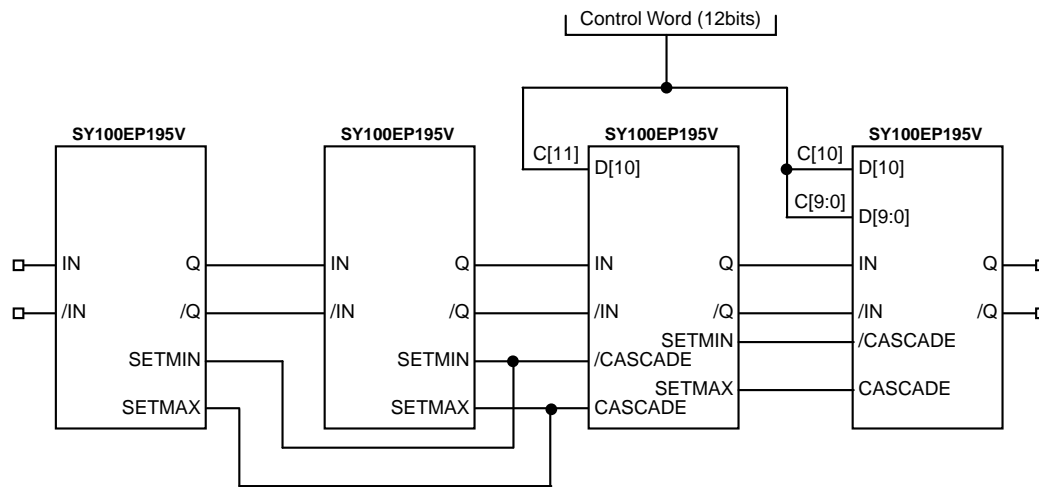 Control Word (12bits)
SY100EP195V
SY100EP195V
SY100EP195V
SY100EP195V
C[11]
D[10]
C[10]
D[10]
C[9:0]
D[9:0]
IN
Q
IN
Q
IN
Q
IN
Q
/IN
/Q
/IN
/Q
/IN
/Q
/IN
/Q
SETMIN
/CASCADE
SETMIN
SETMIN
/CASCADE
SETMAX
CASCADE
SETMAX
SETMAX
CASCADE